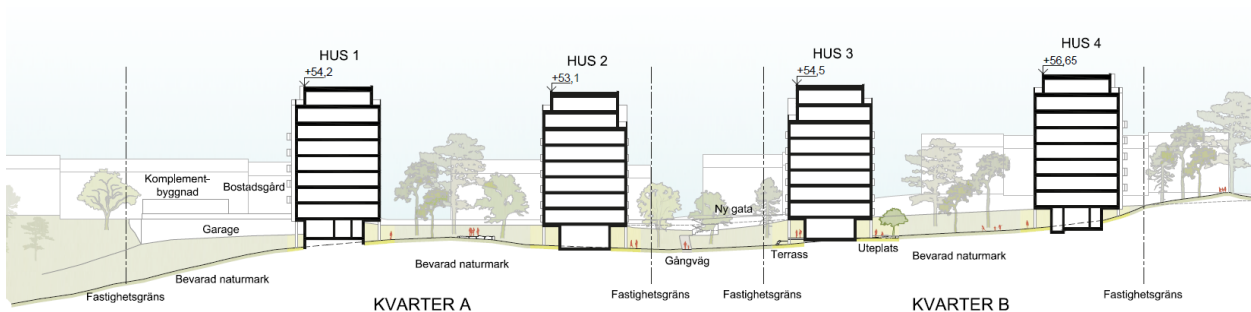 HUS 1
+54,2
HUS 2
+53,1
HUS 3
+54,5
HUS 4
+56,65
Komplement-
byggnad
Bostadsgård
Garage
Ny gata
Bevarad naturmark
Bevarad naturmark
Gångväg
Terrass
Uteplats
Bevarad naturmark
Fastighetsgräns
Fastighetsgräns
Fastighetsgräns
Fastighetsgräns
KVARTER A
KVARTER B